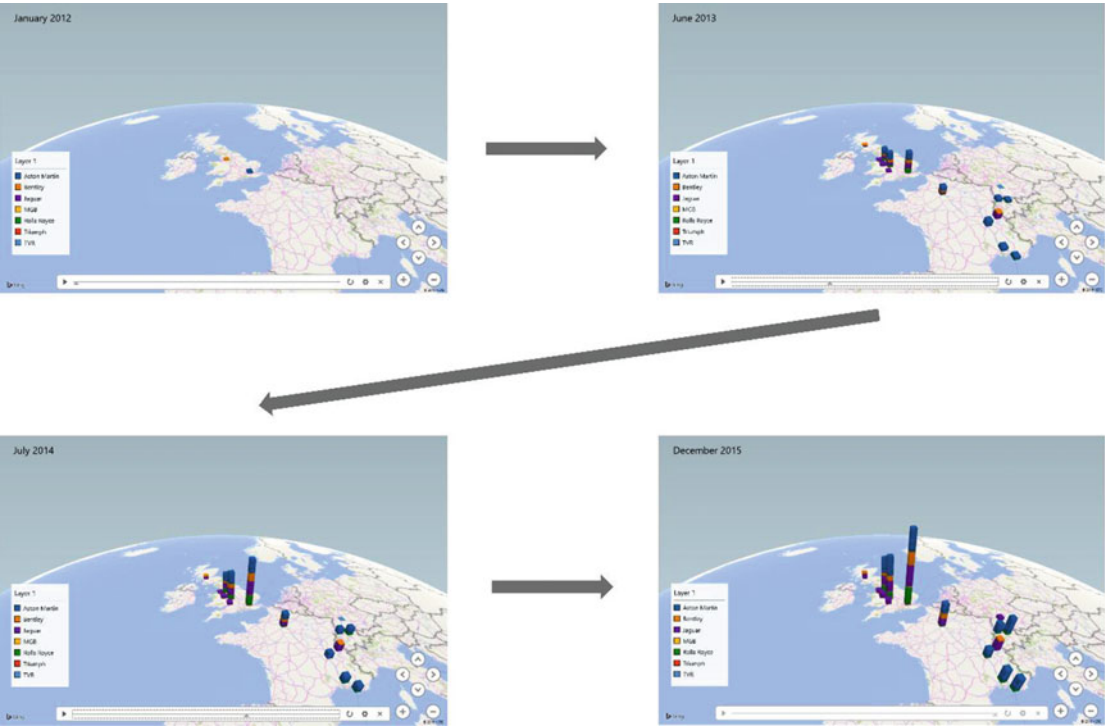 January 2012
Layer 1
Aston Martin
Bentley
Jaguar
MGB
Rolls Royce
Triumph
TVR
June 2013
Layer 1
Aston Martin
Bentley
Jaguar
MGB
Rolls Royce
Triumph
TVR
July 2014
Layer 1
Aston Martin
Bentley
Jaguar
MGB
Rolls Royce
Triumph
TVR
December 2015
Layer 1
Aston Martin
Bentley
Jaguar
MGB
Rolls Royce
Triumph
TVR